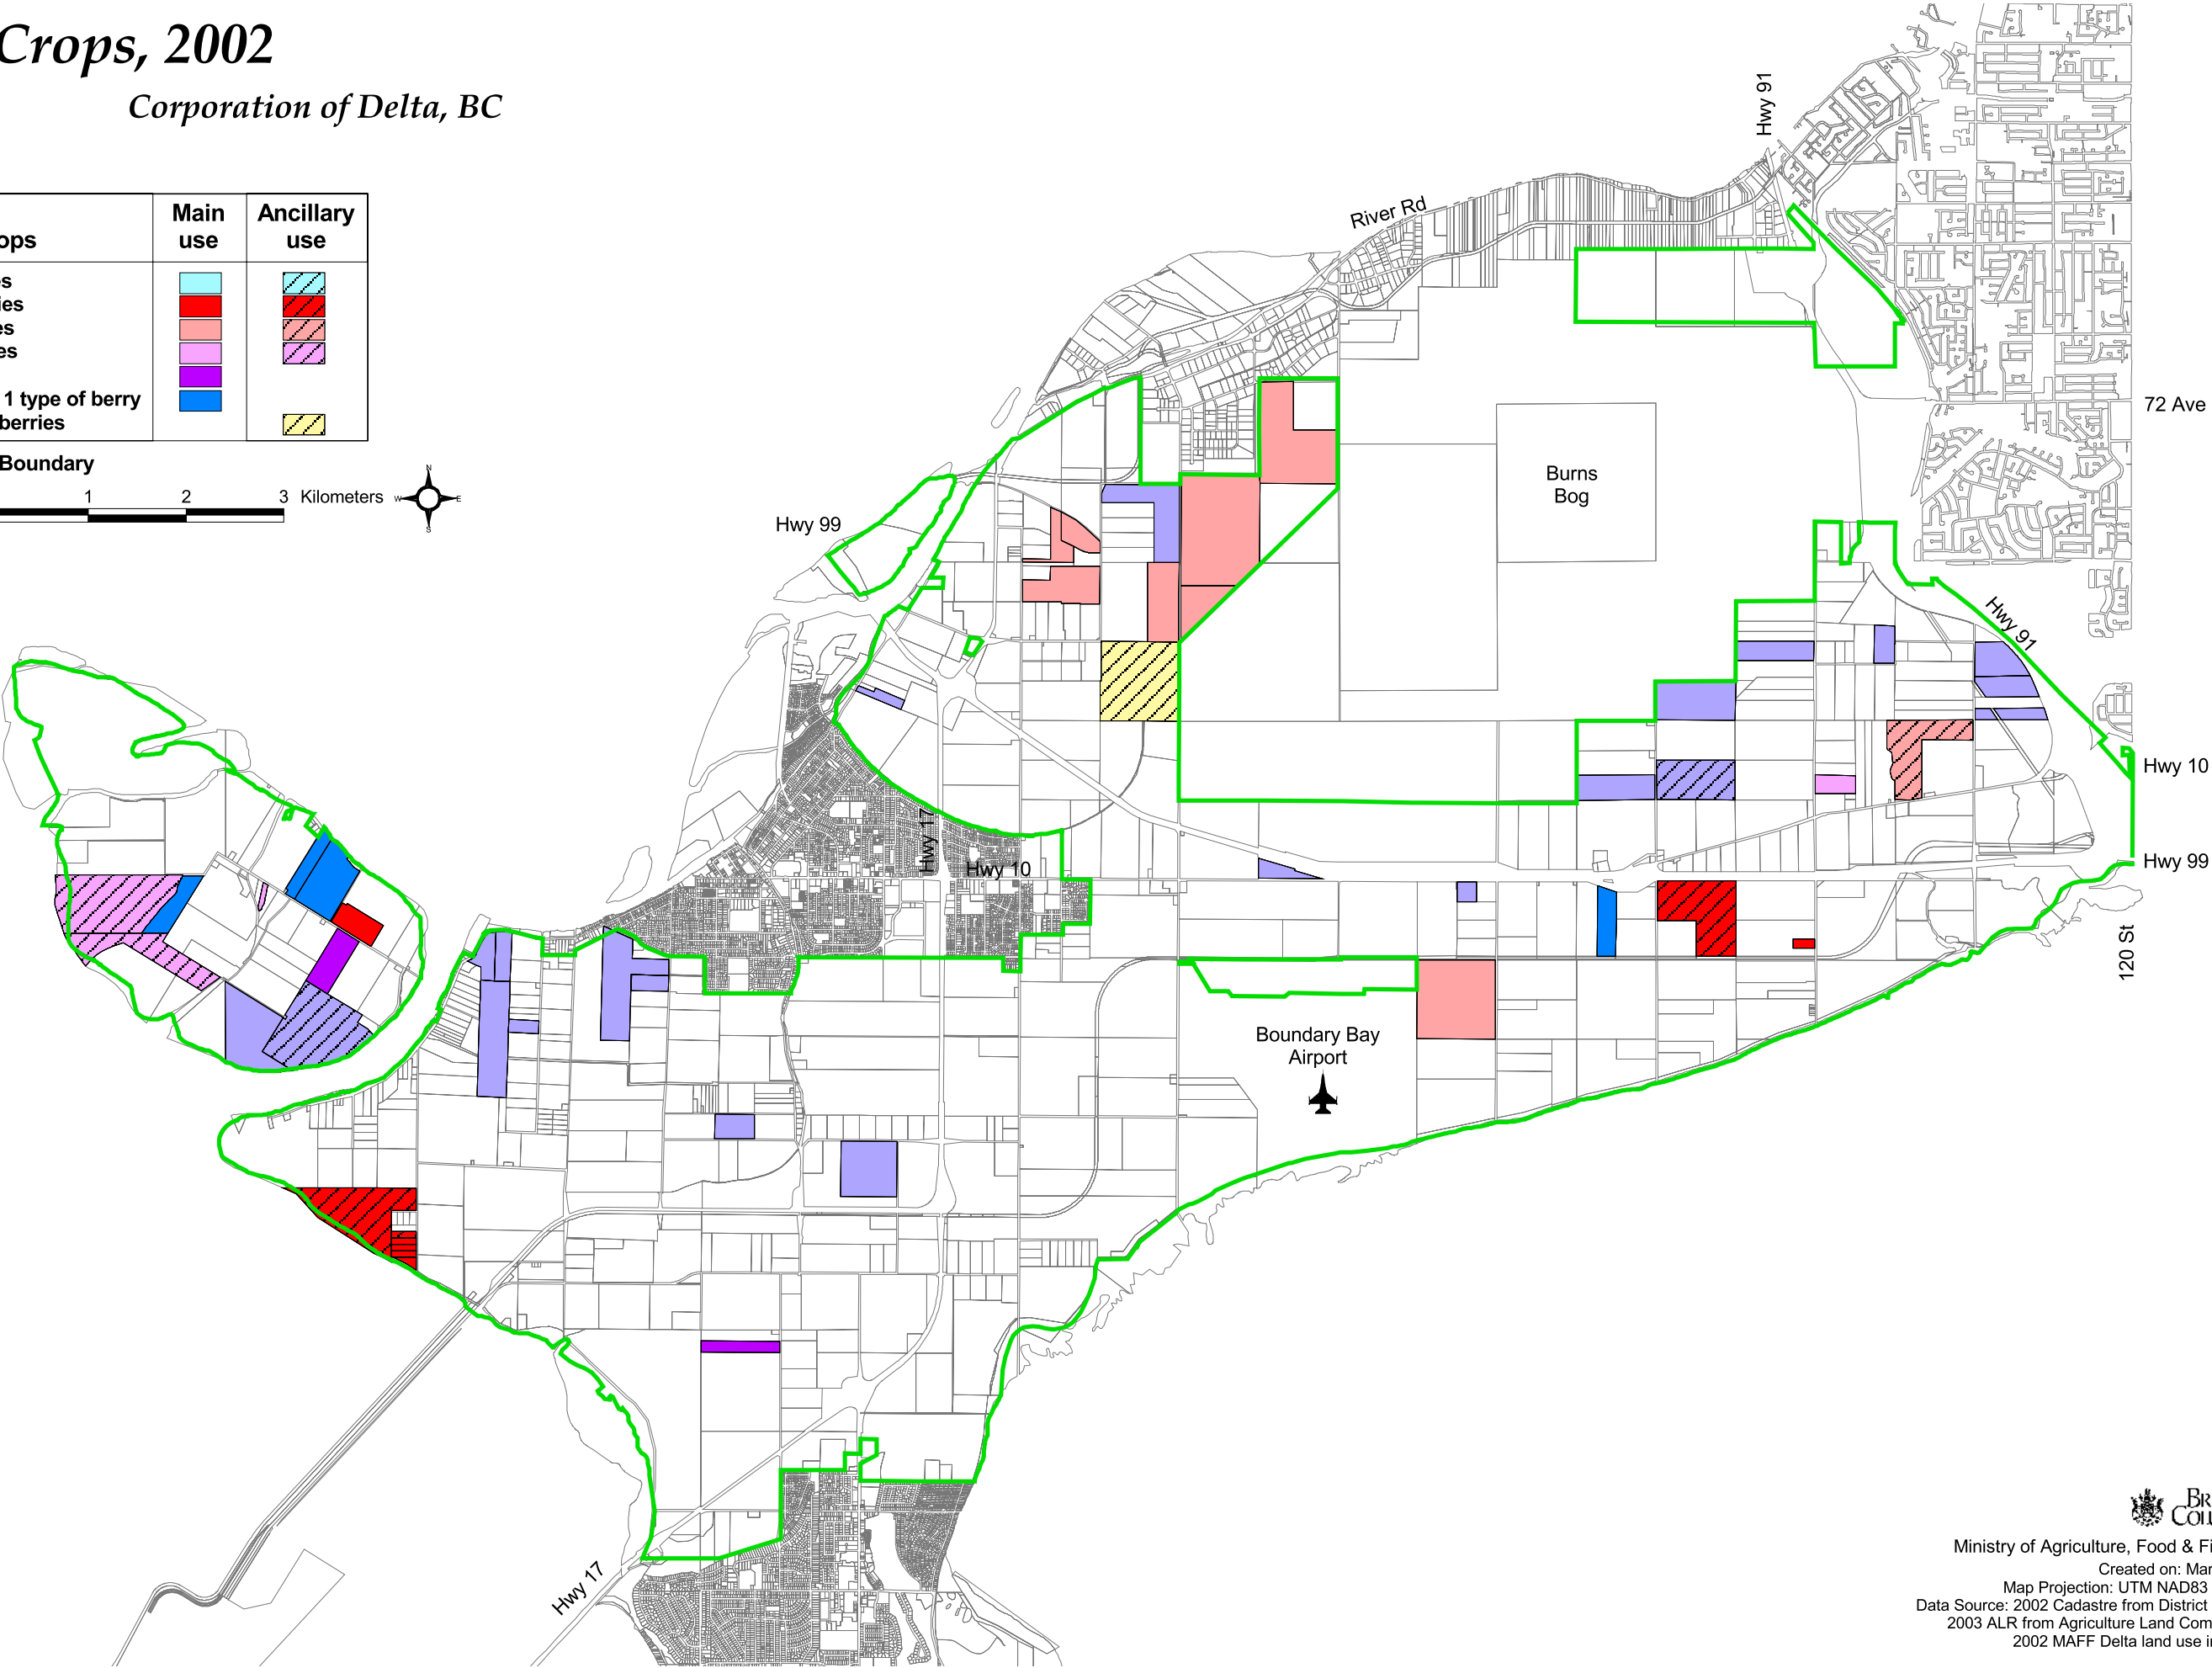 Crops, 2002
Corporation of Delta, BC
ops
Main use
Ancillary use
es
ies
es
es
1 type of berry
berries
Boundary
1 2 3 Kilometers
N
W E
S
Hwy 91
River Rd
72 Ave
Burns
Bog
Hwy 99
Hwy 91
Hwy 10
Hwy 17
Hwy 10
Hwy 99
120 St
Boundary Bay
Airport
Hwy 17
BR
COLU
Ministry of Agriculture, Food & Fi
Created on: Mar
Map Projection: UTM NAD83
Data Source: 2002 Cadastre from District
2003 ALR from Agriculture Land Com
2002 MAFF Delta land use i